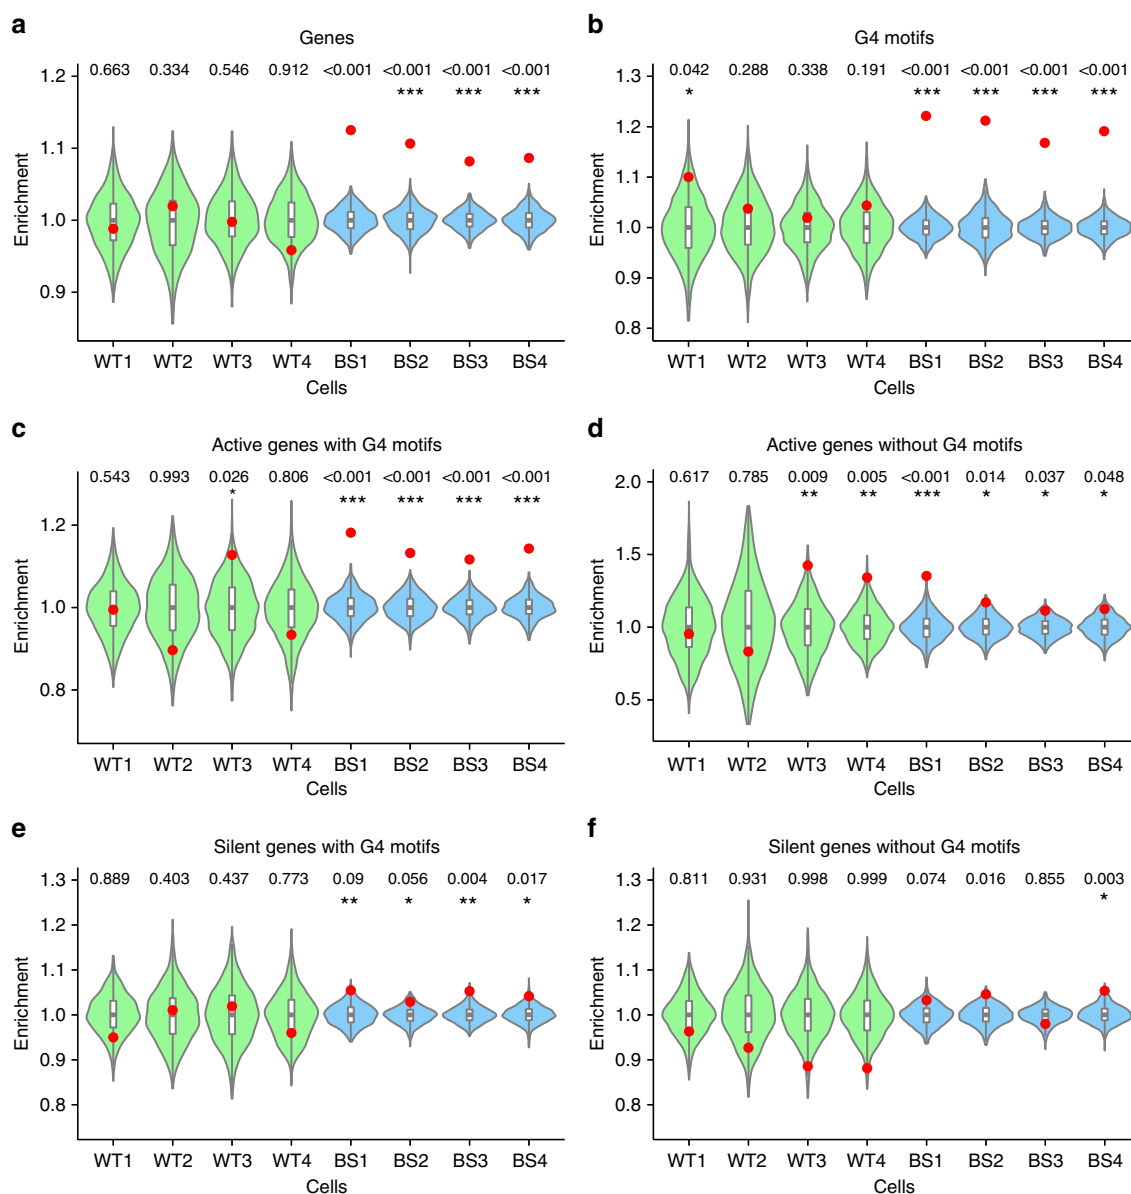 a
Genes
0.663 0.334 0.546 0.912 <0.001 <0.001 <0.001 <0.001
*** *** ***
1.2
1.1
1.0
0.9
Enrichment
WT1 WT2 WT3 WT4 BS1 BS2 BS3 BS4
Cells
b
G4 motifs
0.042 0.288 0.338 0.191 <0.001 <0.001 <0.001 <0.001
* *** *** *** ***
1.3
1.2
1.1
1.0
0.9
0.8
Enrichment
WT1 WT2 WT3 WT4 BS1 BS2 BS3 BS4
Cells
c
Active genes with G4 motifs
0.543 0.993 0.026 0.806 <0.001 <0.001 <0.001 <0.001
* *** *** *** ***
1.2
1.0
0.8
Enrichment
WT1 WT2 WT3 WT4 BS1 BS2 BS3 BS4
Cells
d
Active genes without G4 motifs
0.617 0.785 0.009 0.005 <0.001 0.014 0.037 0.048
** ** *** * * *
2.0
1.5
1.0
0.5
Enrichment
WT1 WT2 WT3 WT4 BS1 BS2 BS3 BS4
Cells
e
Silent genes with G4 motifs
0.889 0.403 0.437 0.773 0.09 0.056 0.004 0.017
** * ** *
1.3
1.2
1.1
1.0
0.9
0.8
Enrichment
WT1 WT2 WT3 WT4 BS1 BS2 BS3 BS4
Cells
f
Silent genes without G4 motifs
0.811 0.931 0.998 0.999 0.074 0.016 0.855 0.003
*
1.3
1.2
1.1
1.0
0.9
0.8
Enrichment
WT1 WT2 WT3 WT4 BS1 BS2 BS3 BS4
Cells